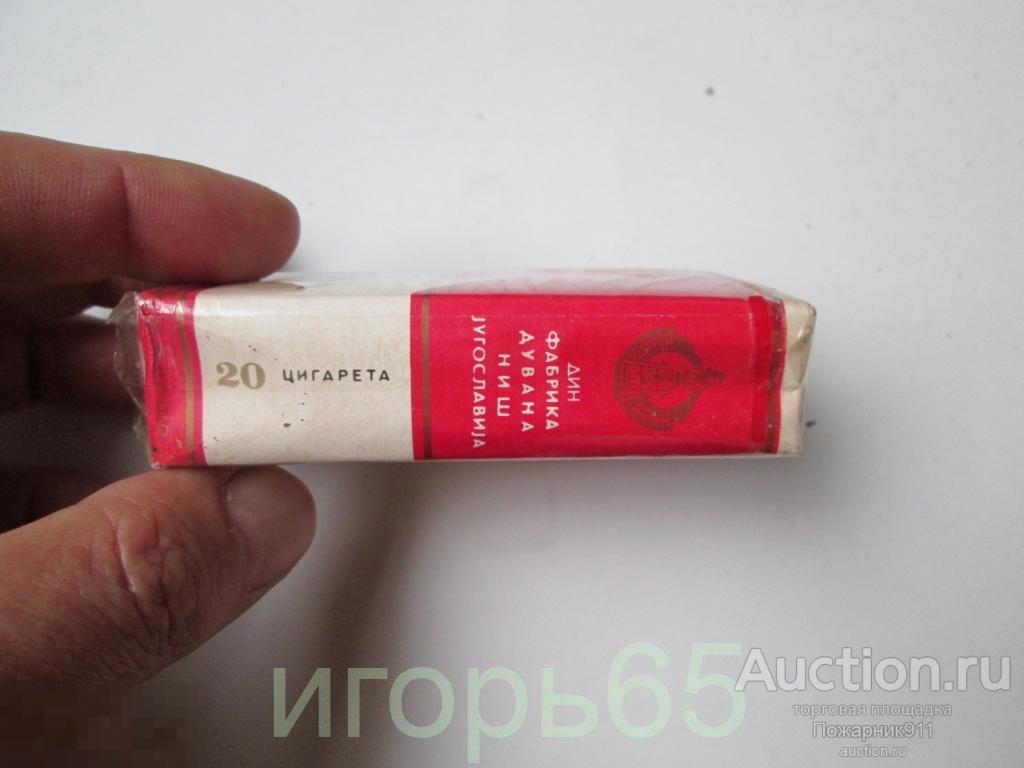 20 ЦИГАРЕТА
ДИН
ФАБРИКА
ДУВАНА
НИШ
ЈУГОСЛАВИЈА
игорь65
Auction.ru
торговая площадка
Пожарник911
auction.ru